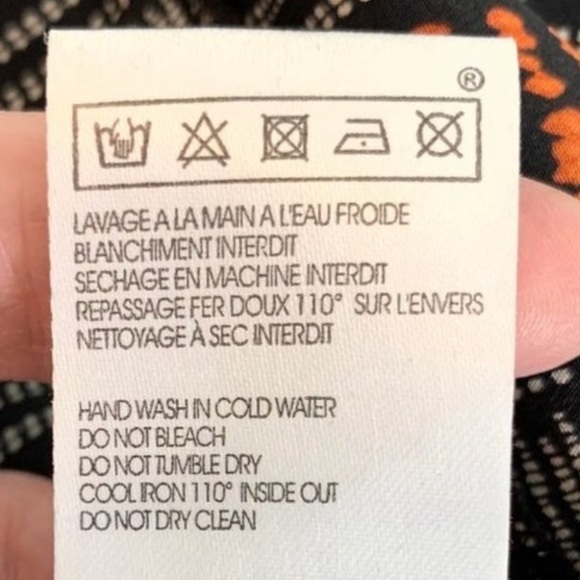 ®
LAVAGE A LA MAIN A L'EAU FROIDE
BLANCHIMENT INTERDIT
SECHAGE EN MACHINE INTERDIT
REPASSAGE FER DOUX 110° SUR L'ENVERS
NETTOYAGE À SEC INTERDIT
HAND WASH IN COLD WATER
DO NOT BLEACH
DO NOT TUMBLE DRY
COOL IRON 110° INSIDE OUT
DO NOT DRY CLEAN